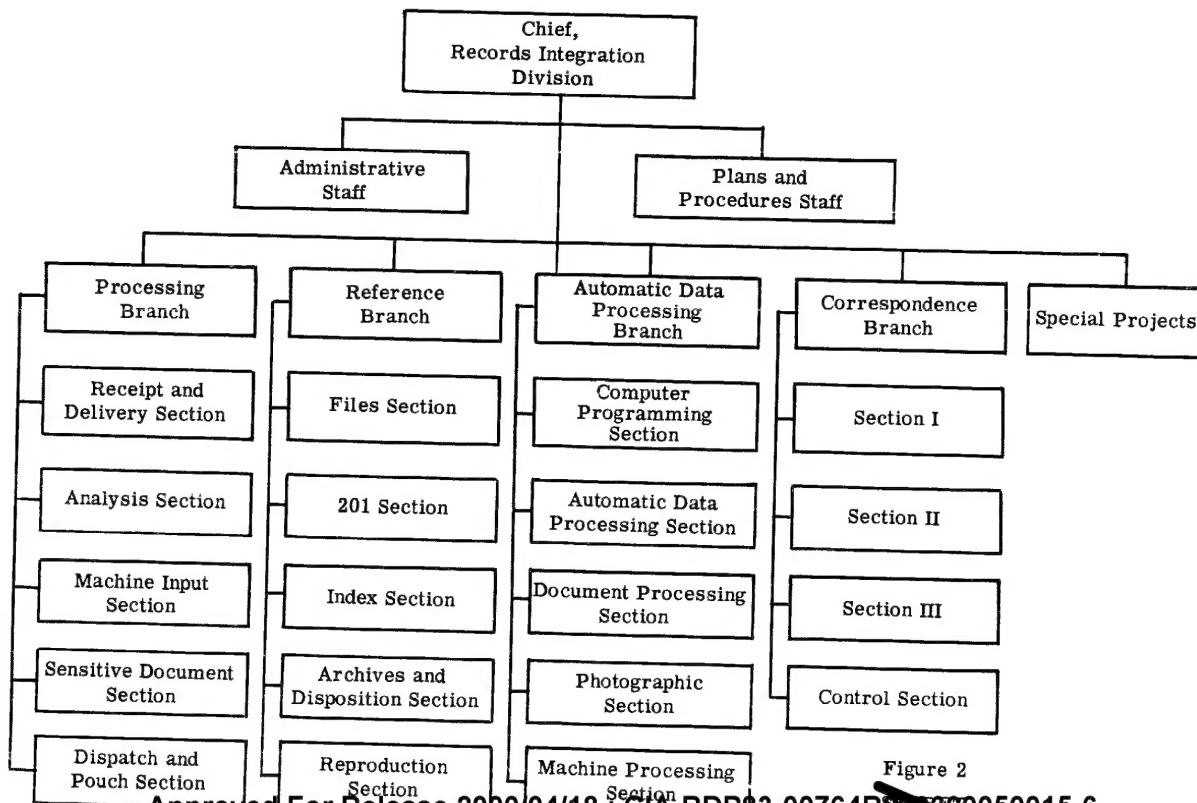 Chief,
Records Integration
Division
Administrative
Staff
Plans and
Procedures Staff
Processing
Branch
Reference
Branch
Automatic Data
Processing
Branch
Correspondence
Branch
Special Projects
Receipt and
Delivery Section
Files Section
Computer
Programming
Section
Section I
Analysis Section
201 Section
Automatic Data
Processing Section
Section II
Machine Input
Section
Index Section
Document Processing
Section
Section III
Sensitive Document
Section
Archives and
Disposition Section
Photographic
Section
Control Section
Dispatch and
Pouch Section
Reproduction
Section
Machine Processing
Section
Figure 2
Approved For Release